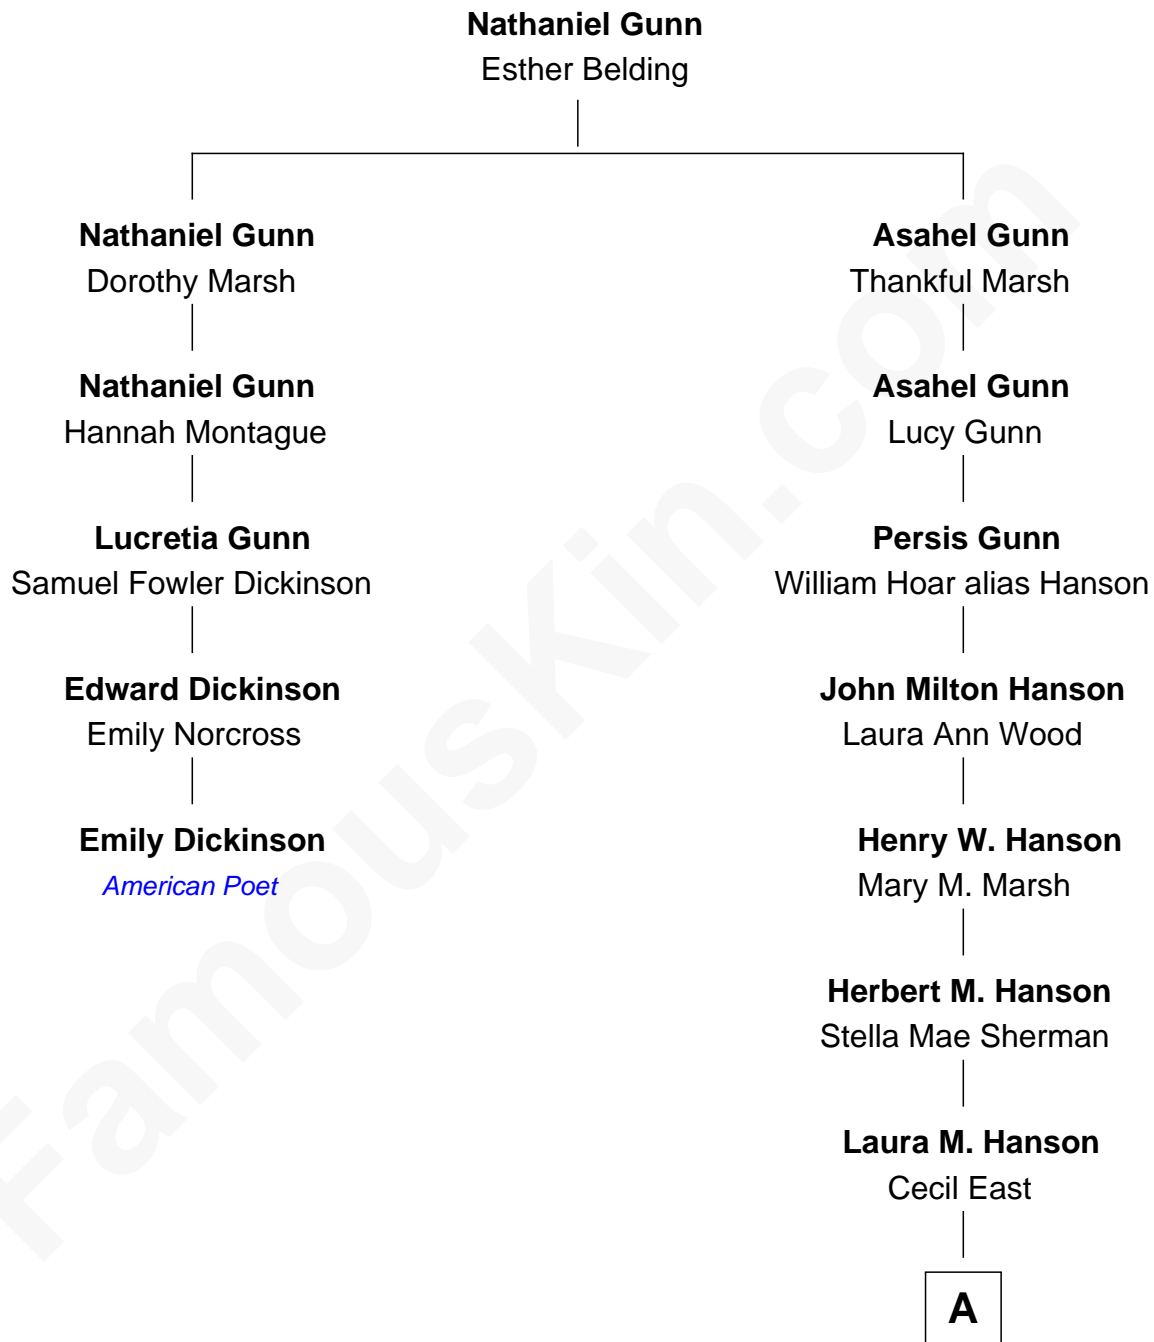 Nathaniel Gunn
Esther Belding
Nathaniel Gunn
Dorothy Marsh
Asahel Gunn
Thankful Marsh
Nathaniel Gunn
Hannah Montague
Asahel Gunn
Lucy Gunn
Lucretia Gunn
Samuel Fowler Dickinson
Persis Gunn
William Hoar alias Hanson
Edward Dickinson
Emily Norcross
John Milton Hanson
Laura Ann Wood
Emily Dickinson
American Poet
Henry W. Hanson
Mary M. Marsh
Herbert M. Hanson
Stella Mae Sherman
Laura M. Hanson
Cecil East
A
FamousKin.com